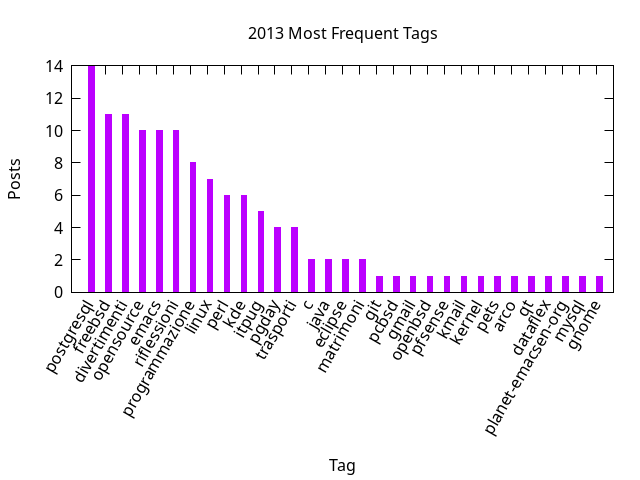 2013 Most Frequent Tags
14
12
10
8
6
4
2
0
Posts
postgresql
freebsd
divertimenti
opensource
emacs
riflessioni
programmazione
linux
perl
kde
itpug
pgday
trasporti
c
java
eclipse
matrimoni
git
pcbsd
gmail
openbsd
pfsense
kmail
kernel
pets
arco
qt
dataflex
planet-emacsen-org
mysql
gnome
Tag